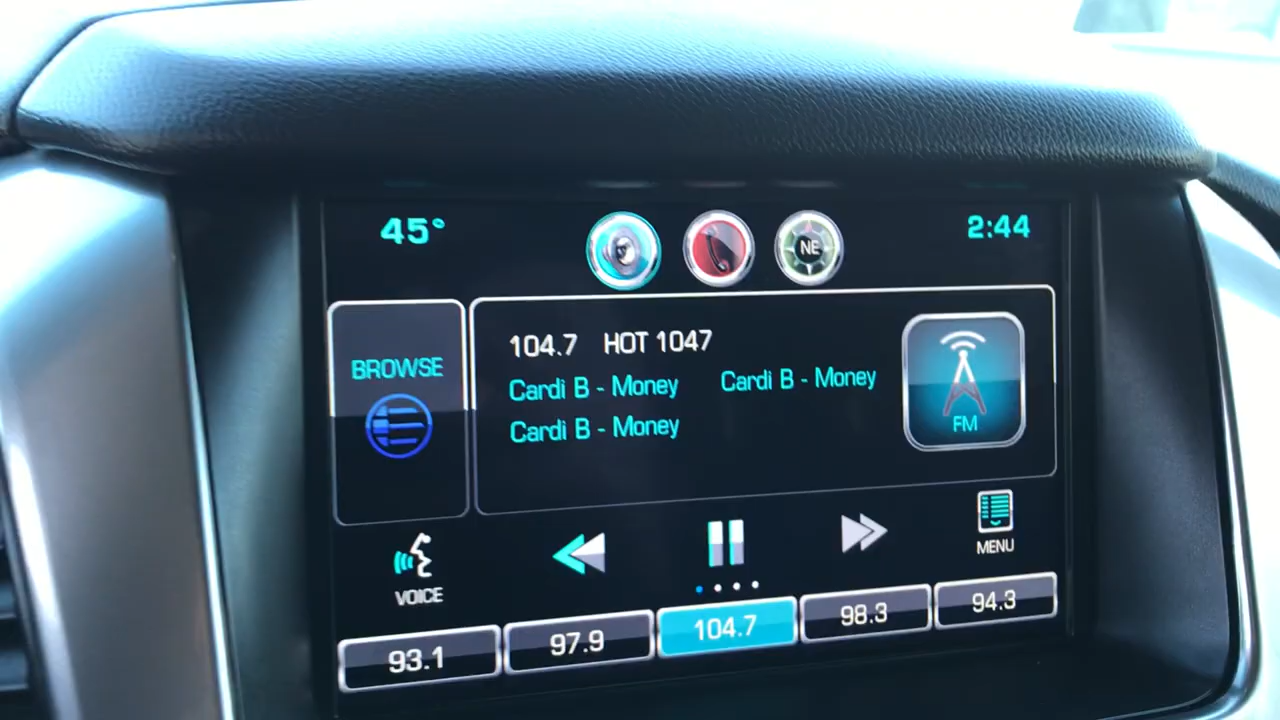 45° NE 2:44
BROWSE
104.7 HOT 1047
Cardi B - Money Cardi B - Money
Cardi B - Money
FM
VOICE
MENU
93.1 97.9 104.7 98.3 94.3